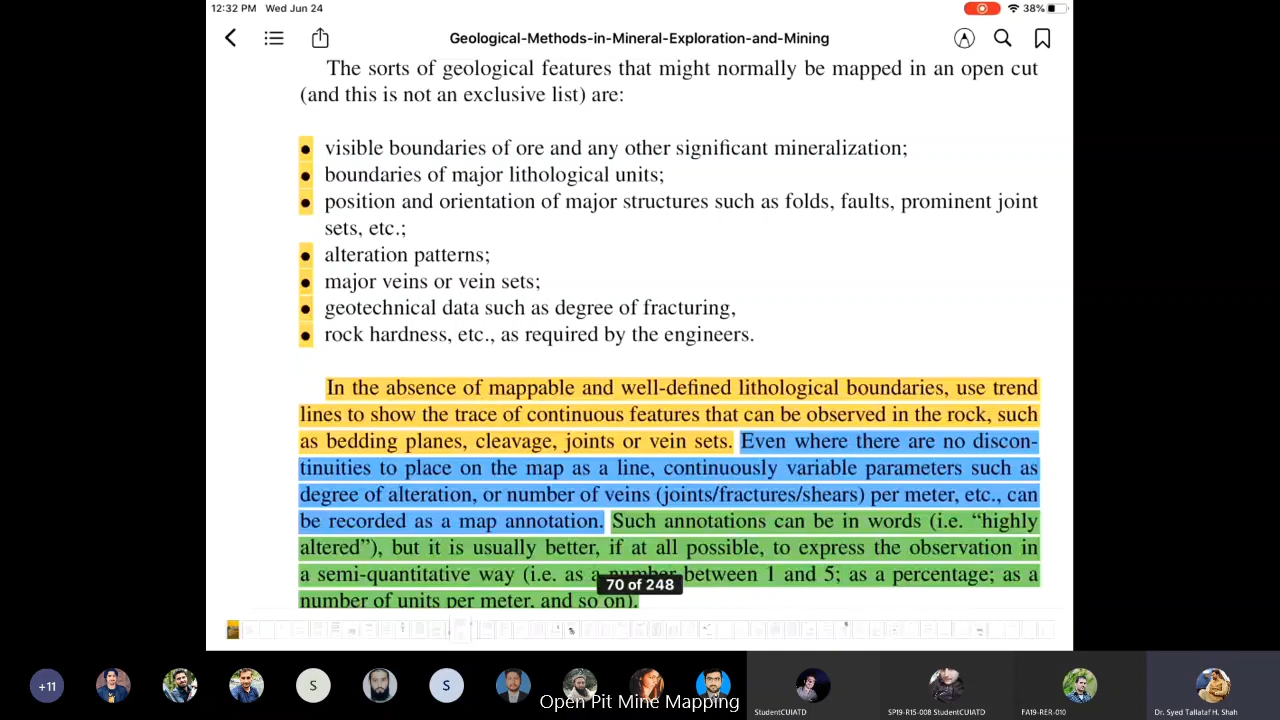 12:32 PM Wed Jun 24
38%
Geological-Methods-in-Mineral-Exploration-and-Mining
The sorts of geological features that might normally be mapped in an open cut
(and this is not an exclusive list) are:
● visible boundaries of ore and any other significant mineralization;
● boundaries of major lithological units;
● position and orientation of major structures such as folds, faults, prominent joint
sets, etc.;
● alteration patterns;
● major veins or vein sets;
● geotechnical data such as degree of fracturing,
● rock hardness, etc., as required by the engineers.
In the absence of mappable and well-defined lithological boundaries, use trend
lines to show the trace of continuous features that can be observed in the rock, such
as bedding planes, cleavage, joints or vein sets. Even where there are no discon-
tinuities to place on the map as a line, continuously variable parameters such as
degree of alteration, or number of veins (joints/fractures/shears) per meter, etc., can
be recorded as a map annotation. Such annotations can be in words (i.e. “highly
altered”), but it is usually better, if at all possible, to express the observation in
a semi-quantitative way (i.e. as a number between 1 and 5; as a percentage; as a
number of units per meter, and so on).
70 of 248
+11
S
S
Open Pit Mine Mapping
StudentCUIATD
SP19-R15-008 StudentCUIATD
FA19-RER-010
Dr. Syed Tallataf H. Shah